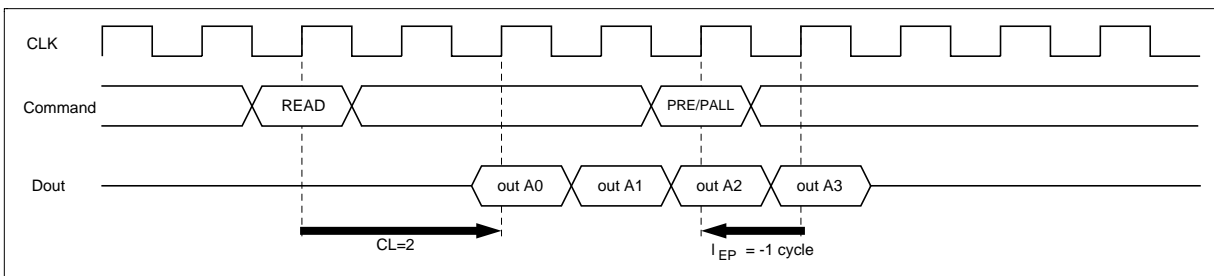 CLK
Command
READ
PRE/PALL
Dout
out A0
out A1
out A2
out A3
CL=2
l EP = -1 cycle